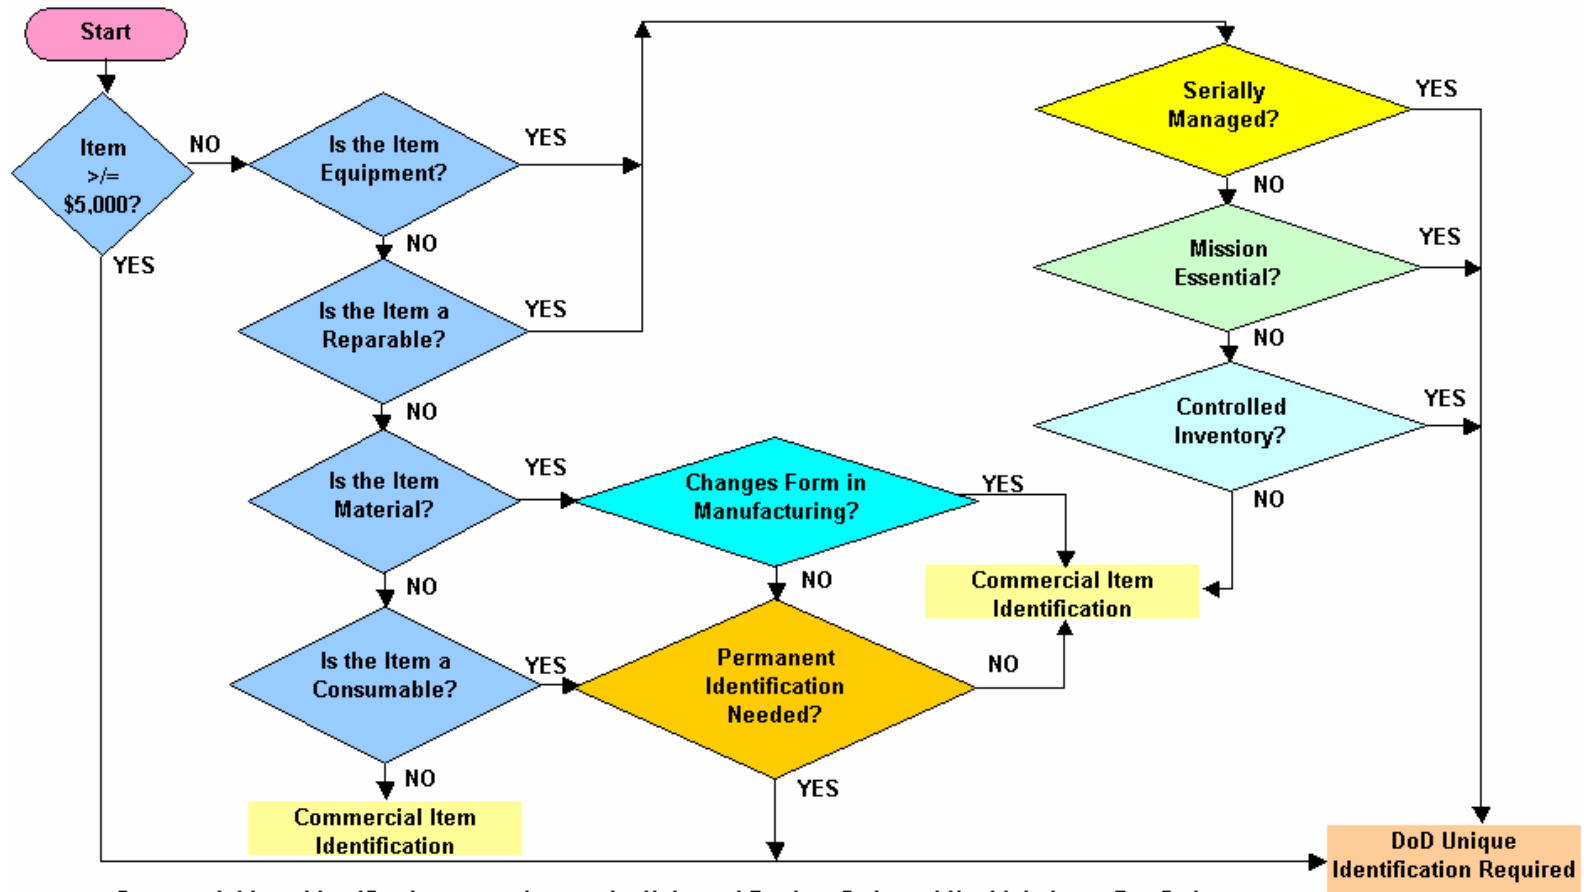 Start
Item
>/=
$5,000?
NO
YES
Is the Item
Equipment?
YES
NO
Is the Item a
Reparable?
YES
NO
Is the Item
Material?
YES
NO
Changes Form in
Manufacturing?
YES
NO
Is the Item a
Consumable?
YES
NO
Permanent
Identification
Needed?
NO
YES
Commercial Item
Identification
Commercial Item
Identification
Serially
Managed?
YES
NO
Mission
Essential?
YES
NO
Controlled
Inventory?
YES
NO
DoD Unique
Identification Required